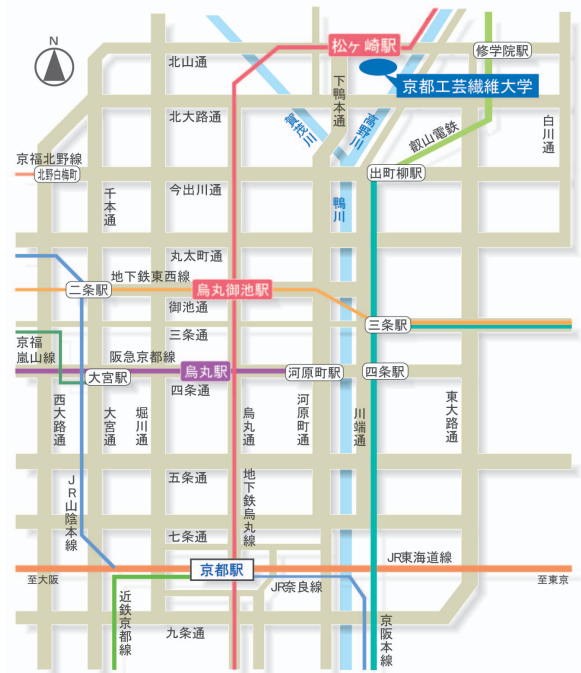 N
松ヶ崎駅
修学院駅
北山通
京都工芸繊維大学
下鴨本通
北大路通
賀茂川
高野川
叡山電鉄
白川通
京福北野線
北野白梅町
出町柳駅
千本通
今出川通
鴨川
丸太町通
地下鉄東西線
二条駅
烏丸御池駅
御池通
三条駅
三条通
京福
嵐山線
阪急京都線
大宮駅
烏丸駅
河原町駅
四条駅
四条通
西大路通
大宮通
堀川通
烏丸通
河原町通
川端通
東大路通
五条通
JR山陰本線
地下鉄烏丸線
七条通
京都駅
JR東海道線
至大阪
JR奈良線
至東京
近鉄京都線
九条通
京阪本線